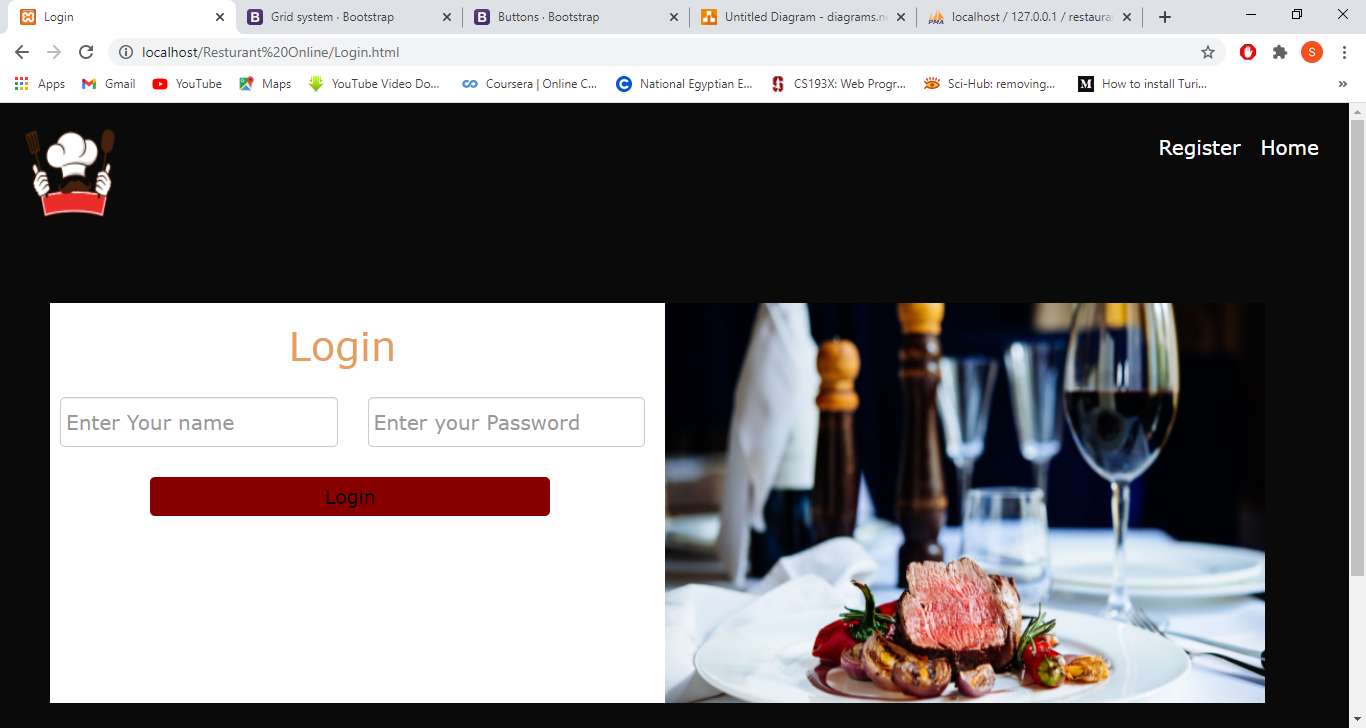 Login
Grid system · Bootstrap
Buttons · Bootstrap
Untitled Diagram - diagrams.ne
localhost / 127.0.0.1 / restaurar
localhost/Resturant%20Online/Login.html
S
Apps
Gmail
YouTube
Maps
YouTube Video Do...
Coursera | Online C...
National Egyptian E...
CS193X: Web Progr...
Sci-Hub: removing...
M
How to install Turi...
»
Register
Home
Login
Enter Your name
Enter your Password
Login